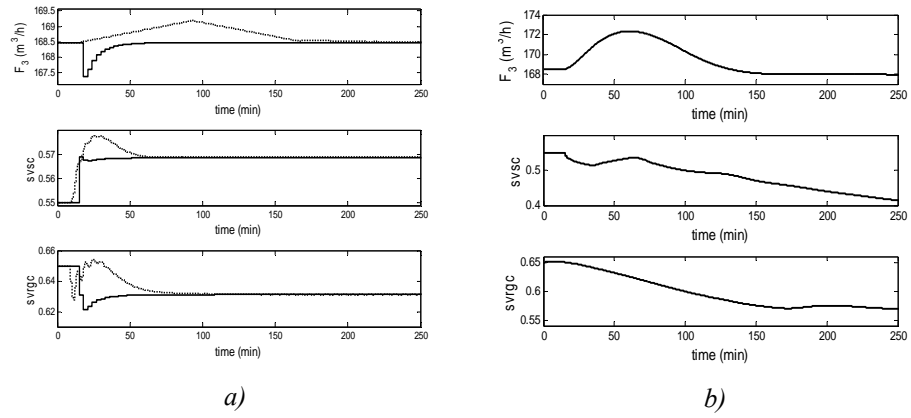 169.5
169
168.5
168
167.5
F3 (m3/h)
0 50 100 150 200 250
time (min)
0.57
0.56
0.55
svsc
0 50 100 150 200 250
time (min)
0.66
0.64
0.62
svrgc
0 50 100 150 200 250
time (min)
a)
176
172
168
F3 (m3/h)
0 50 100 150 200 250
time (min)
0.5
0.4
svsc
0 50 100 150 200 250
time (min)
0.65
0.6
0.55
svrgc
0 50 100 150 200 250
time (min)
b)